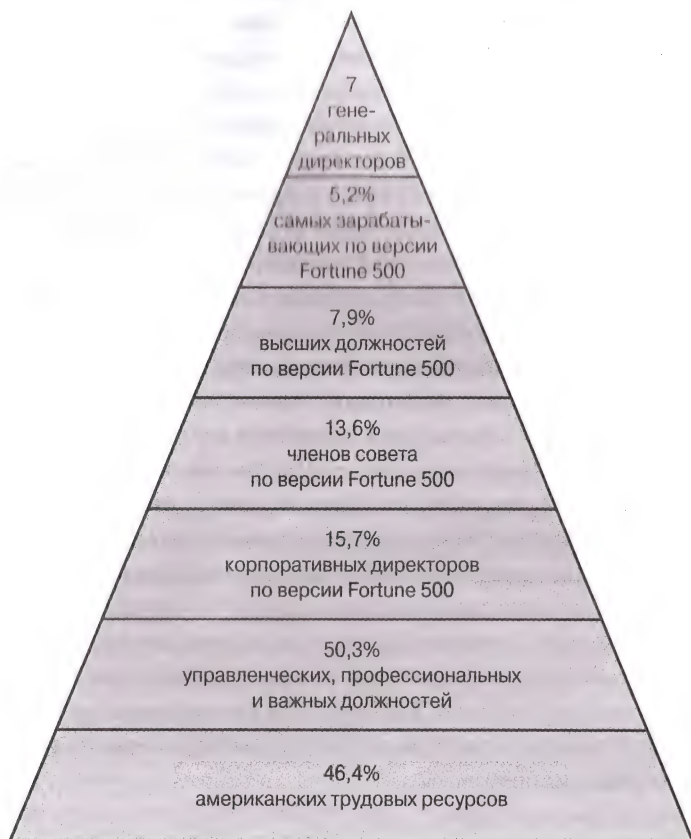 7
гене-
ральных
директоров
5,2%
самых зарабаты-
вающих по версии
Fortune 500
7,9%
высших должностей
по версии Fortune 500
13,6%
членов совета
по версии Fortune 500
15,7%
корпоративных директоров
по версии Fortune 500
50,3%
управленческих, профессиональных
и важных должностей
46,4%
американских трудовых ресурсов